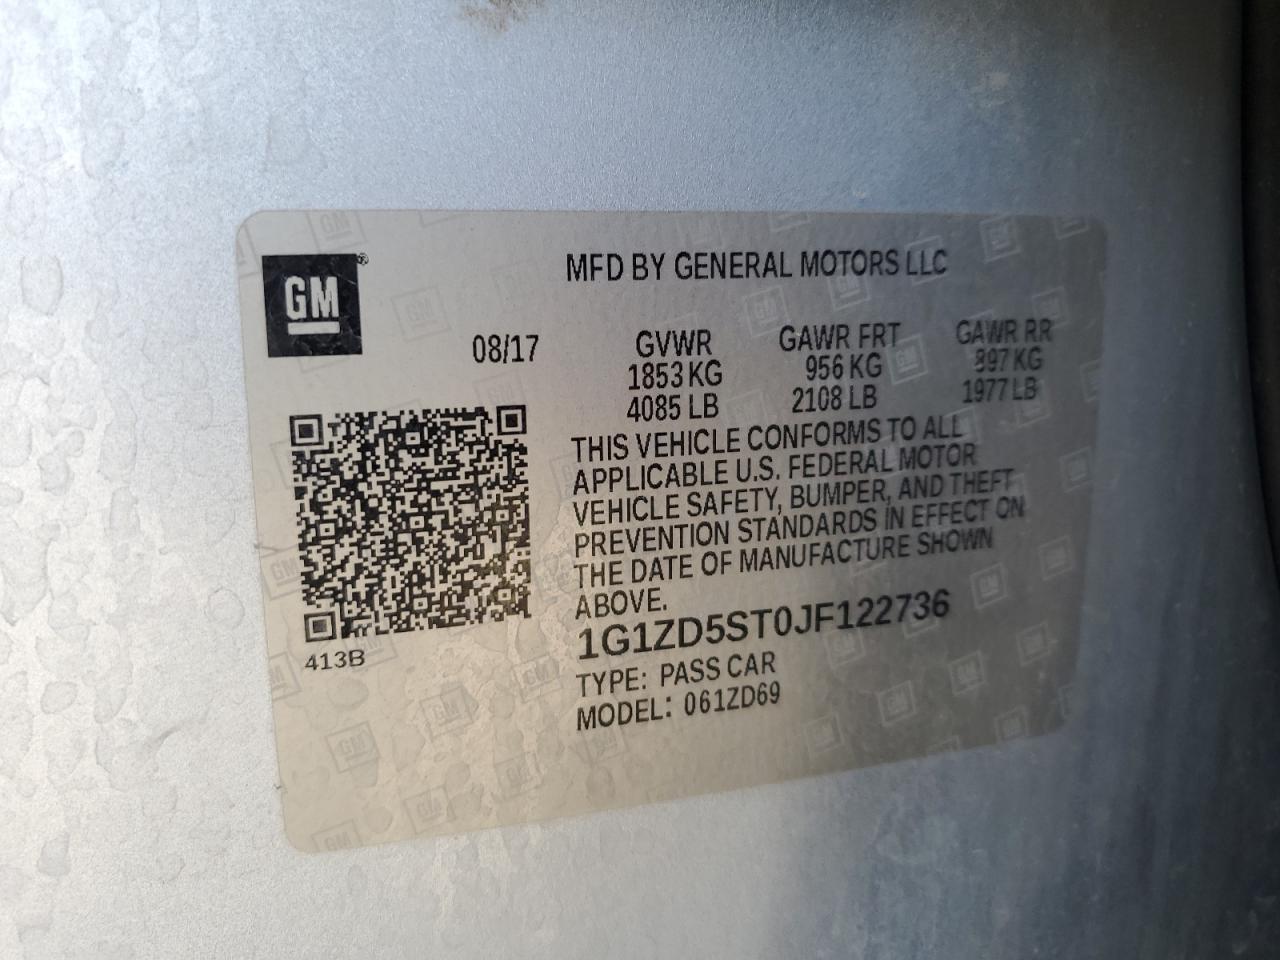 GM®
MFD BY GENERAL MOTORS LLC
08/17
GVWR GAWR FRT GAWR RR
1853 KG 956 KG 897 KG
4085 LB 2108 LB 1977 LB
THIS VEHICLE CONFORMS TO ALL
APPLICABLE U.S. FEDERAL MOTOR
VEHICLE SAFETY, BUMPER, AND THEFT
PREVENTION STANDARDS IN EFFECT ON
THE DATE OF MANUFACTURE SHOWN
ABOVE.
1G1ZD5ST0JF122736
TYPE: PASS CAR
MODEL: 061ZD69
413B